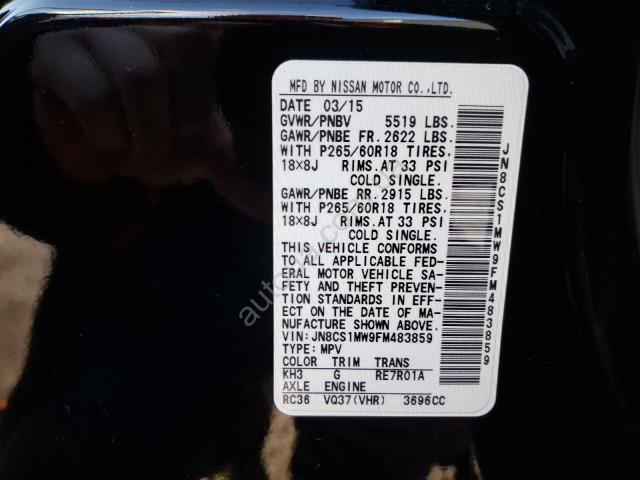 MFD BY NISSAN MOTOR CO.,LTD.
DATE 03/15
GVWR/PNBV 5519 LBS.
GAWR/PNBE FR. 2622 LBS.
WITH P265/60R18 TIRES,
18X8J RIMS.AT 33 PSI
COLD SINGLE.
GAWR/PNBE RR. 2915 LBS.
WITH P265/60R18 TIRES,
18X8J RIMS.AT 33 PSI
COLD SINGLE.
THIS VEHICLE CONFORMS
TO ALL APPLICABLE FED-
ERAL MOTOR VEHICLE SA-
FETY AND THEFT PREVEN-
TION STANDARDS IN EFF-
ECT ON THE DATE OF MA-
NUFACTURE SHOWN ABOVE.
VIN: JN8CS1MW9FM483859
TYPE: MPV
COLOR TRIM TRANS
KH3 G RE7R01A
AXLE ENGINE
RC36 VQ37(VHR) 3696CC
JN8CS1MW9FM483859